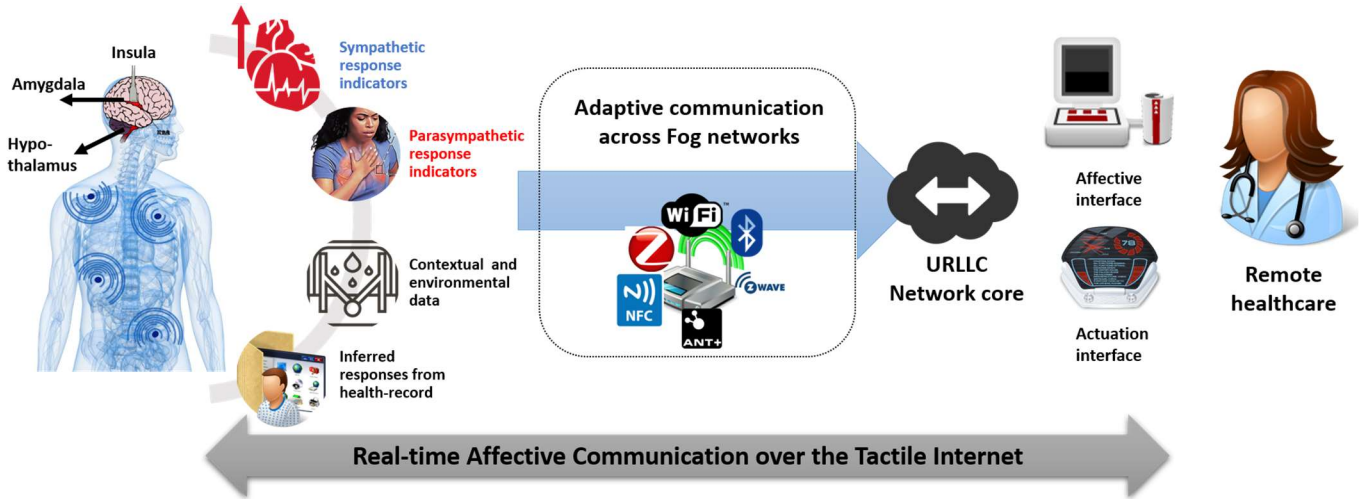 Insula
Amygdala
Hypo-
thalamus
Sympathetic
response
indicators
Parasympathetic
response
indicators
Contextual and
environmental
data
Inferred
responses from
health-record
Adaptive communication
across Fog networks
WiFi
Z
N
NFC
Z WAVE
ANT+
URLLC
Network core
Affective
interface
78
Actuation
interface
Remote
healthcare
Real-time Affective Communication over the Tactile Internet